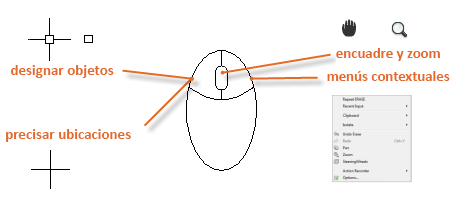 encuadre y zoom
designar objetos
menús contextuales
precisar ubicaciones
Repeat ERASE
Recent Input
Clipboard
Isolate
Undo Erase
Redo Ctrl+Y
Pan
Zoom
SteeringWheels
Action Recorder
Options...